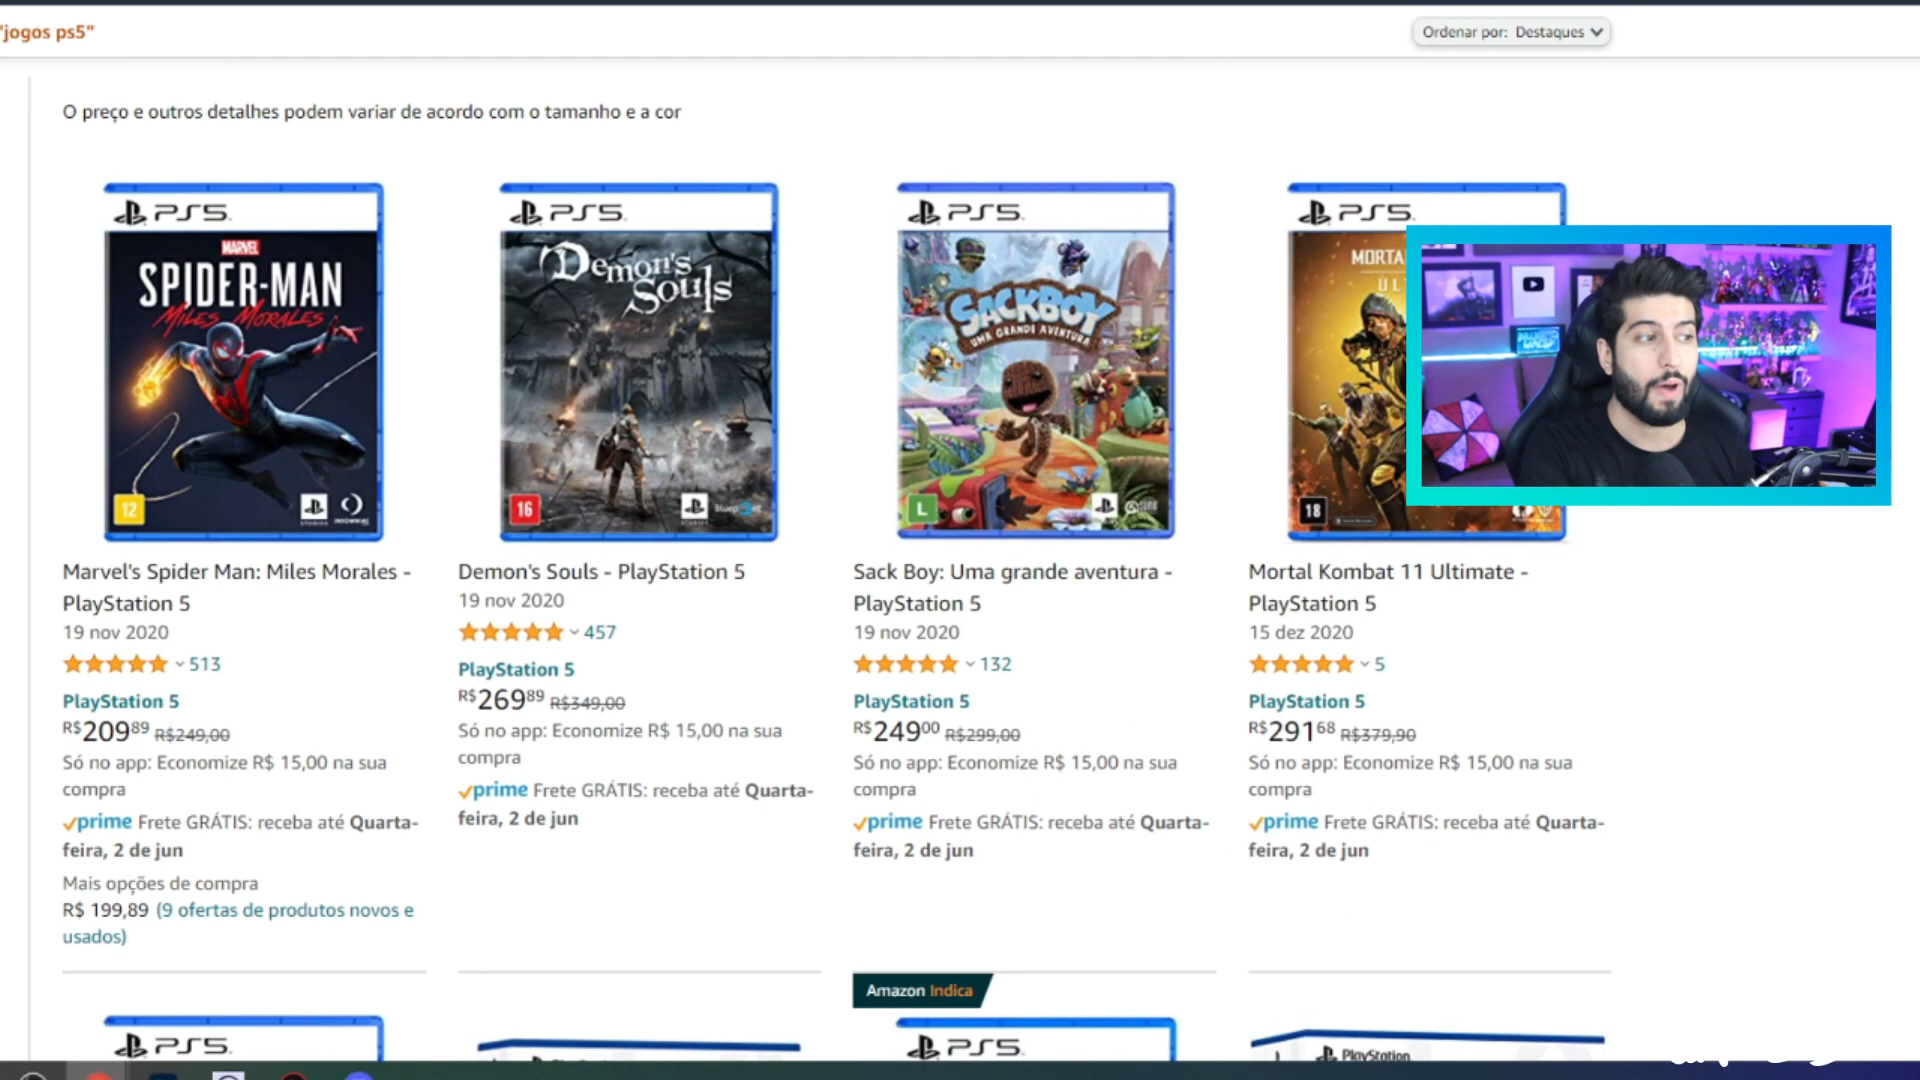 "jogos ps5"
Ordenar por: Destaques
O preço e outros detalhes podem variar de acordo com o tamanho e a cor
PS5
MARVEL
SPIDER-MAN
MILES MORALES
12
STUDIOS
PS5
Demon's
Souls
16
STUDIOS
PS5
SACKBOY
UMA GRANDE AVENTURA
L
PS5
18
Marvel's Spider Man: Miles Morales -
PlayStation 5
19 nov 2020
513
PlayStation 5
R$209,89 R$249,00
Só no app: Economize R$ 15,00 na sua
compra
prime Frete GRÁTIS: receba até Quarta-
feira, 2 de jun
Mais opções de compra
R$ 199,89 (9 ofertas de produtos novos e
usados)
Demon's Souls - PlayStation 5
19 nov 2020
457
PlayStation 5
R$269,89 R$349,00
Só no app: Economize R$ 15,00 na sua
compra
prime Frete GRÁTIS: receba até Quarta-
feira, 2 de jun
Sack Boy: Uma grande aventura -
PlayStation 5
19 nov 2020
132
PlayStation 5
R$249,00 R$299,00
Só no app: Economize R$ 15,00 na sua
compra
prime Frete GRÁTIS: receba até Quarta-
feira, 2 de jun
Mortal Kombat 11 Ultimate -
PlayStation 5
15 dez 2020
5
PlayStation 5
R$291,68 R$379,90
Só no app: Economize R$ 15,00 na sua
compra
prime Frete GRÁTIS: receba até Quarta-
feira, 2 de jun
Amazon Indica
PS5
PS5
PlayStation